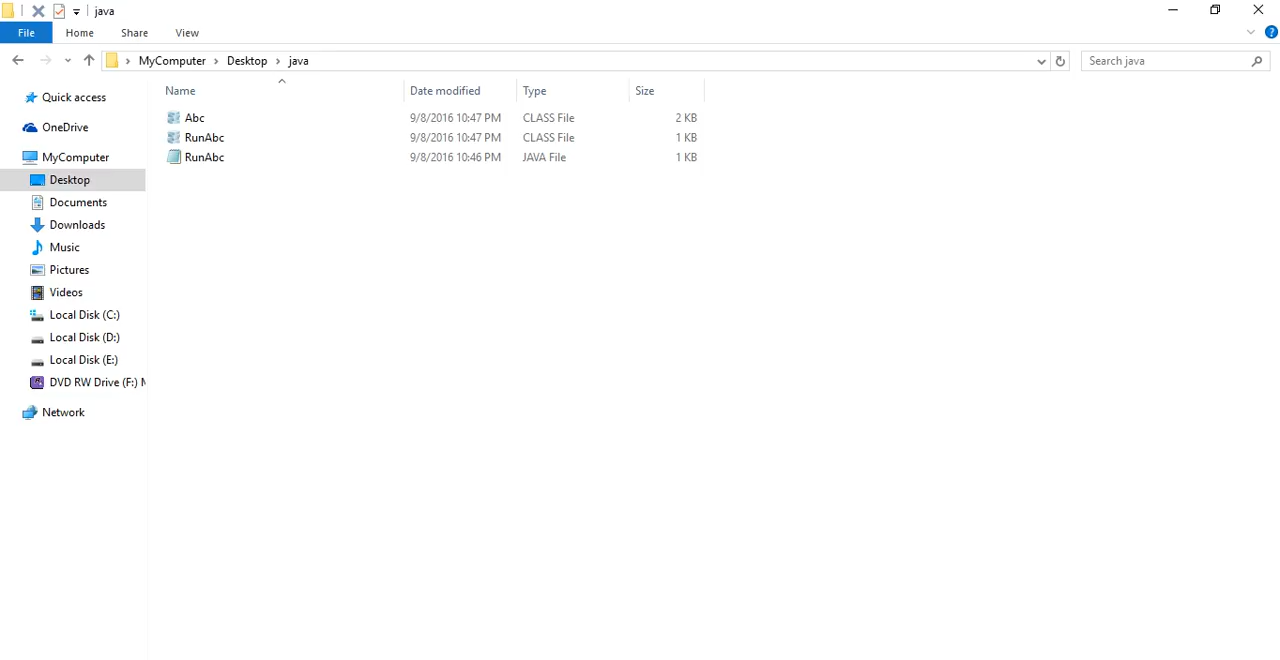 java
File Home Share View
MyComputer Desktop java Search java
Name Date modified Type Size
Quick access
OneDrive
MyComputer
Desktop
Documents
Downloads
Music
Pictures
Videos
Local Disk (C:)
Local Disk (D:)
Local Disk (E:)
DVD RW Drive (F:)
Network
Abc 9/8/2016 10:47 PM CLASS File 2 KB
RunAbc 9/8/2016 10:47 PM CLASS File 1 KB
RunAbc 9/8/2016 10:46 PM JAVA File 1 KB